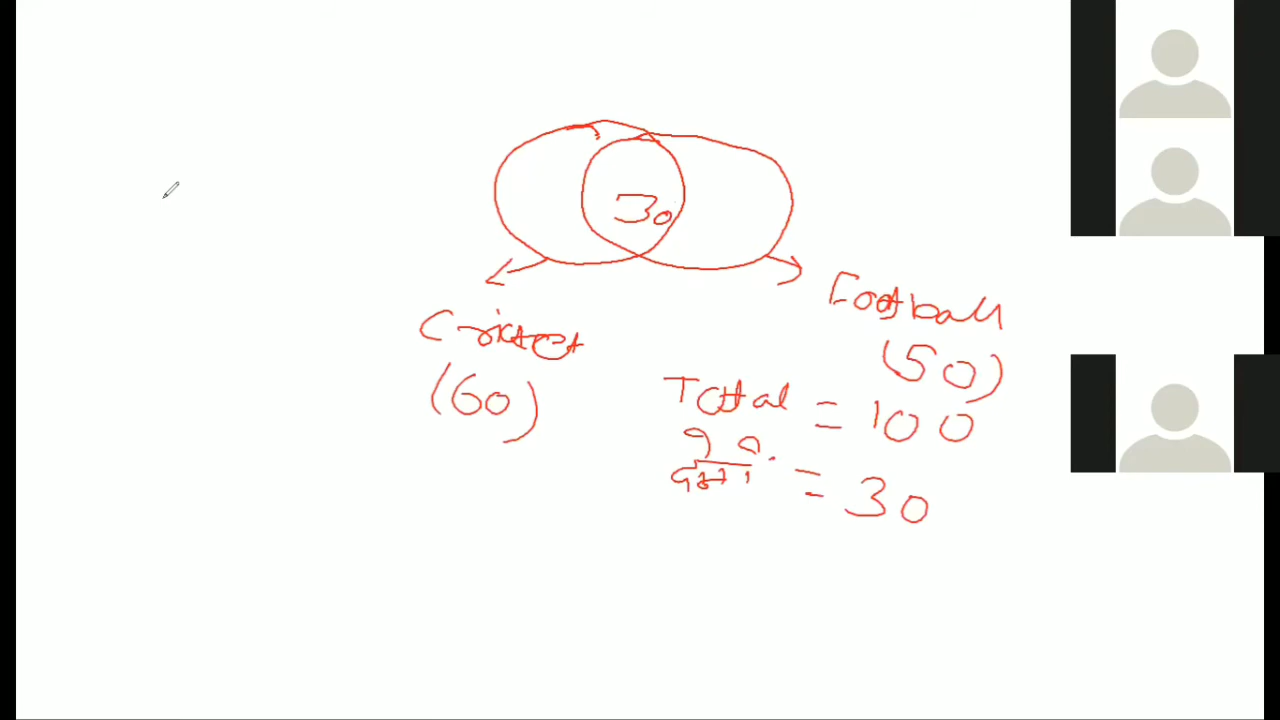 30
Cricket
(60)
Football
(50)
Total = 100
= 30